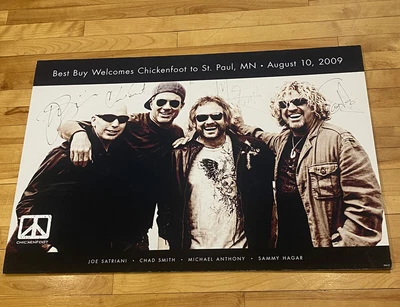 Best Buy Welcomes Chickenfoot to St. Paul, MN • August 10, 2009
CHICKENFOOT
JOE SATRIANI • CHAD SMITH • MICHAEL ANTHONY • SAMMY HAGAR